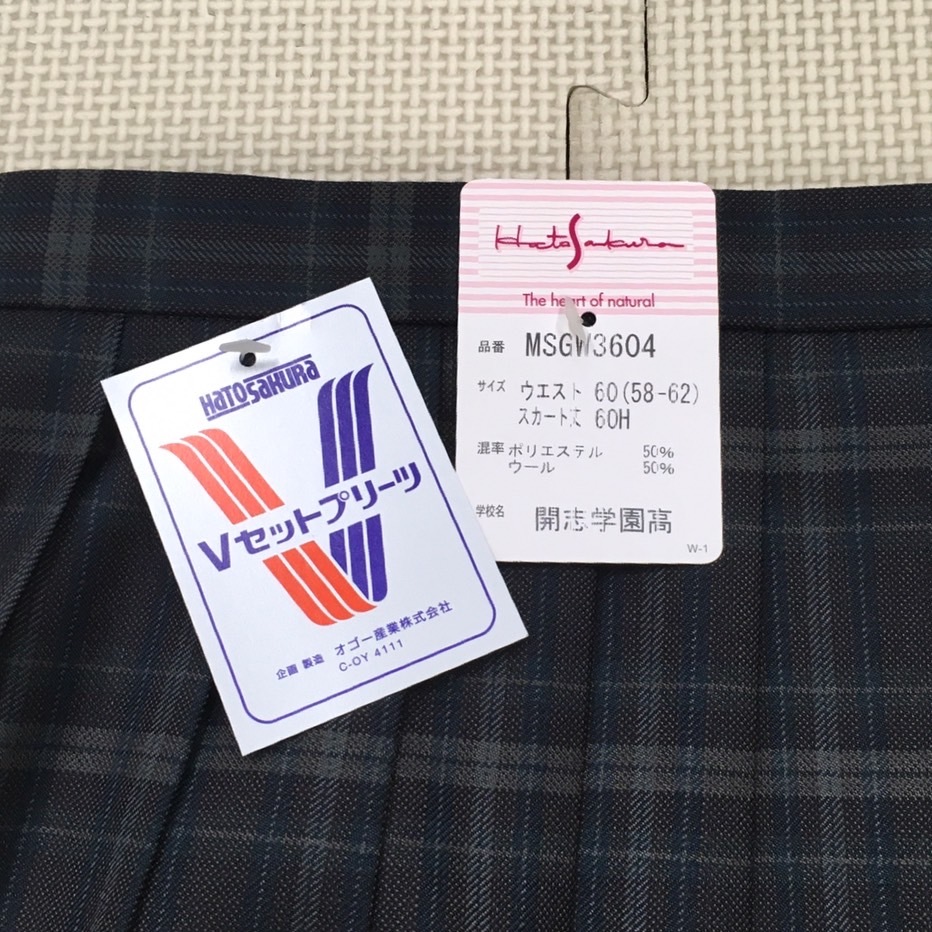 HatoSakura
The heart of natural
品番 MSGW3604
サイズ ウエスト 60(58-62)
スカート丈 60H
混率 ポリエステル 50%
ウール 50%
学校名 開志学園高
W-1
HATOSAKURA
Vセットプリーツ
企画 製造 オゴー産業株式会社
C-OY 4111